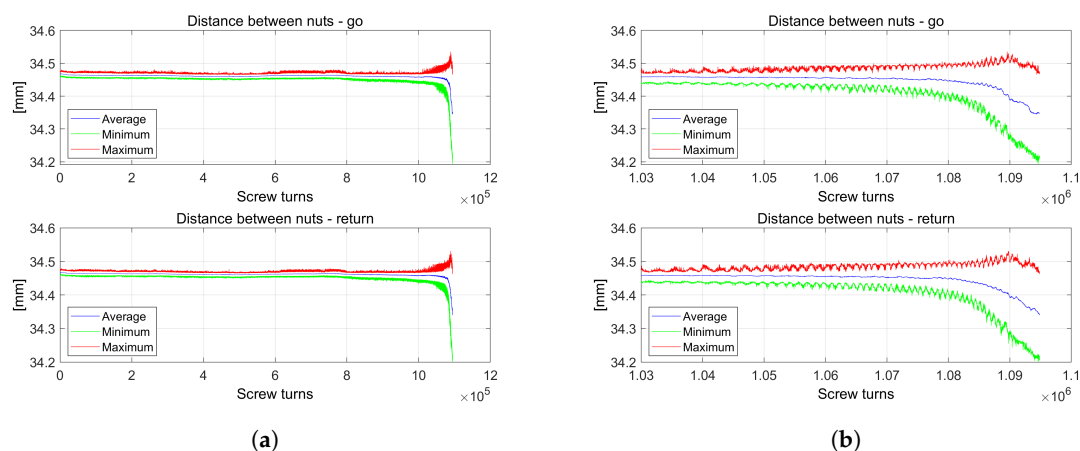 Distance between nuts - go
34.6
34.5
34.4
34.3
34.2
[mm]
Average
Minimum
Maximum
0 2 4 6 8 10 12
Screw turns
×10^5
Distance between nuts - return
34.6
34.5
34.4
34.3
34.2
[mm]
Average
Minimum
Maximum
0 2 4 6 8 10 12
Screw turns
×10^5
(a)
Distance between nuts - go
34.6
34.5
34.4
34.3
34.2
[mm]
Average
Minimum
Maximum
1.03 1.04 1.05 1.06 1.07 1.08 1.09 1.1
Screw turns
×10^6
Distance between nuts - return
34.6
34.5
34.4
34.3
34.2
[mm]
Average
Minimum
Maximum
1.03 1.04 1.05 1.06 1.07 1.08 1.09 1.1
Screw turns
×10^6
(b)